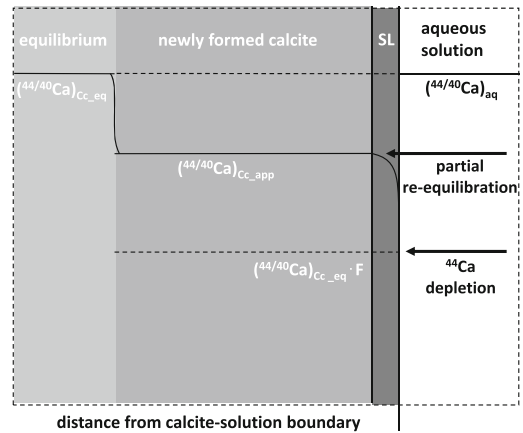 equilibrium
newly formed calcite
SL
aqueous
solution
(⁴⁴/⁴⁰Ca)Cc_eq
(⁴⁴/⁴⁰Ca)aq
(⁴⁴/⁴⁰Ca)Cc_app
partial
re-equilibration
(⁴⁴/⁴⁰Ca)Cc_eq·F
⁴⁴Ca
depletion
distance from calcite-solution boundary